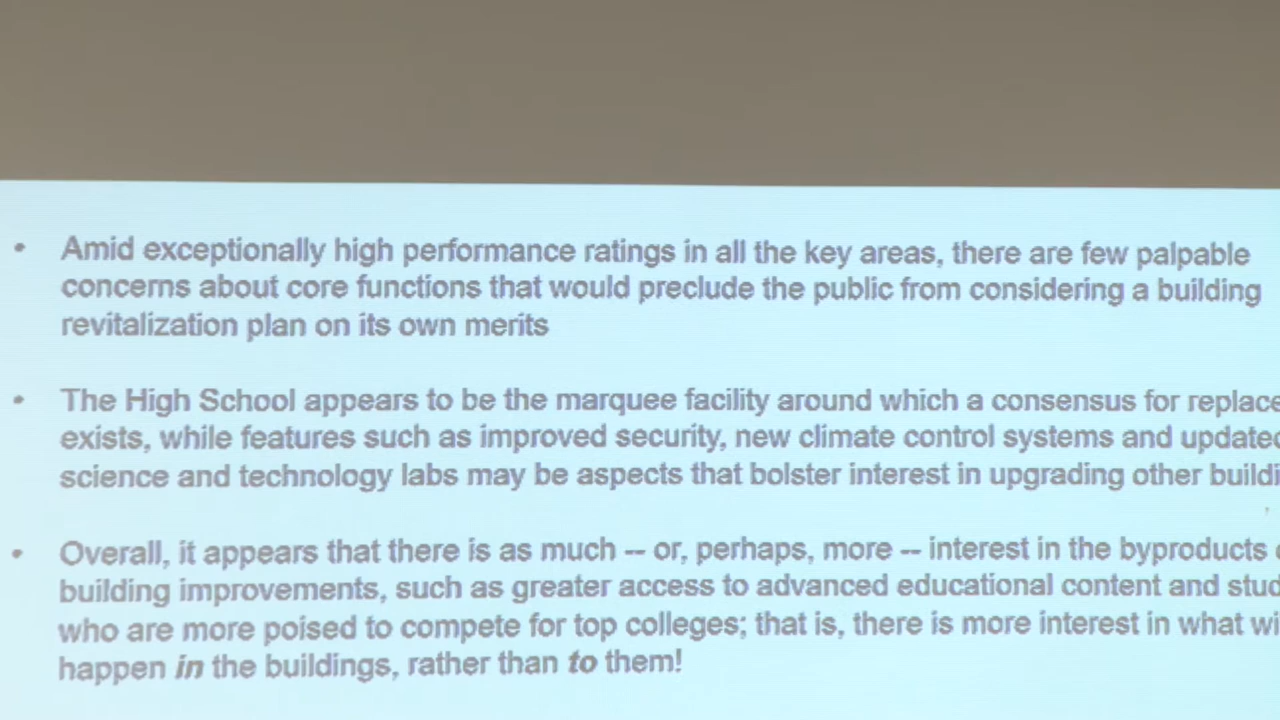 • Amid exceptionally high performance ratings in all the key areas, there are few palpable
concerns about core functions that would preclude the public from considering a building
revitalization plan on its own merits
• The High School appears to be the marquee facility around which a consensus for
exists, while features such as improved security, new climate control systems and updated
science and technology labs may be aspects that bolster interest in upgrading other
• Overall, it appears that there is as much -- or, perhaps, more -- interest in the byproducts
building improvements, such as greater access to advanced educational content and
who are more poised to compete for top colleges; that is, there is more interest in what
happen in the buildings, rather than to them!